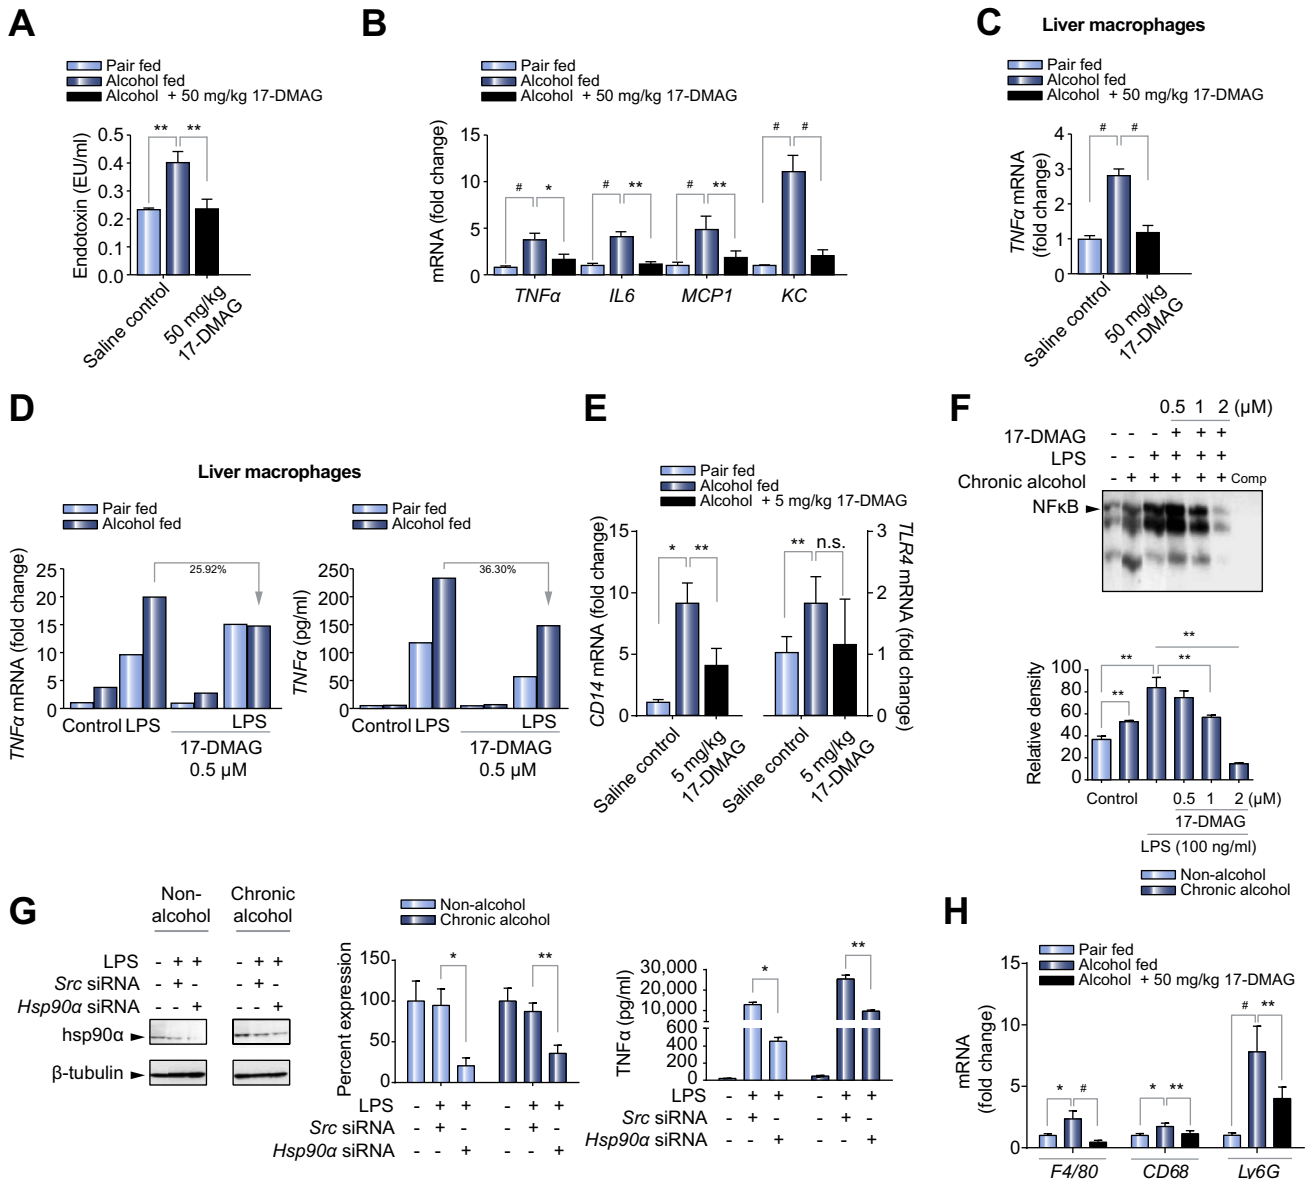 A
Pair fed
Alcohol fed
Alcohol + 50 mg/kg 17-DMAG
Endotoxin (EU/ml)
0.5
0.4
0.3
0.2
0.1
0.0
** **
Saline control
50 mg/kg
17-DMAG
B
Pair fed
Alcohol fed
Alcohol + 50 mg/kg 17-DMAG
mRNA (fold change)
15
10
5
0
# * # ** # ** # #
TNFα IL6 MCP1 KC
C
Liver macrophages
Pair fed
Alcohol fed
Alcohol + 50 mg/kg 17-DMAG
TNFα mRNA
(fold change)
4
3
2
1
0
# #
Saline control
50 mg/kg
17-DMAG
D
Liver macrophages
Pair fed
Alcohol fed
TNFα mRNA (fold change)
25
20
15
10
5
0
25.92%
Control LPS LPS
17-DMAG
0.5 µM
Pair fed
Alcohol fed
TNFα (pg/ml)
250
200
150
100
50
0
36.30%
Control LPS LPS
17-DMAG
0.5 µM
E
Pair fed
Alcohol fed
Alcohol + 5 mg/kg 17-DMAG
CD14 mRNA (fold change)
15
10
5
0
* **
Saline control
5 mg/kg
17-DMAG
** n.s.
TLR4 mRNA (fold change)
3
2
1
0
Saline control
5 mg/kg
17-DMAG
F
0.5 1 2 (µM)
17-DMAG - - - + + +
LPS - - + + + +
Chronic alcohol - + + + + + Comp
NFκB
Relative density
100
80
60
40
20
0
**
** **
**
Control 0.5 1 2 (µM)
17-DMAG
LPS (100 ng/ml)
Non-alcohol
Chronic alcohol
G
Non-
alcohol
Chronic
alcohol
LPS - + + - + +
Src siRNA - + - - + -
Hsp90α siRNA - - + - - +
hsp90α
β-tubulin
Non-alcohol
Chronic alcohol
Percent expression
150
100
50
0
* **
LPS - + + - + +
Src siRNA - + - - + -
Hsp90α siRNA - - + - - +
TNFα (pg/ml)
30,000
20,000
10,000
600
400
200
0
* **
LPS - + + - + +
Src siRNA - + - - + -
Hsp90α siRNA - - + - - +
H
Pair fed
Alcohol fed
Alcohol + 50 mg/kg 17-DMAG
mRNA
(fold change)
15
10
5
0
* # * ** # **
F4/80 CD68 Ly6G